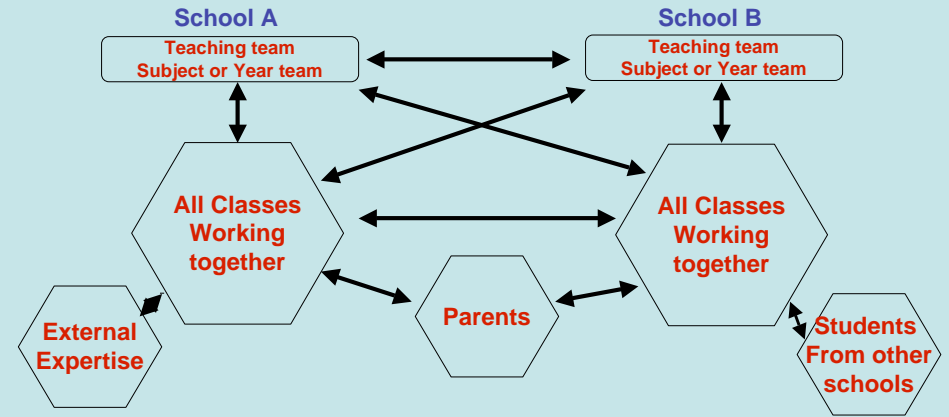 School A
School B
Teaching team
Subject or Year team
Teaching team
Subject or Year team
All Classes
Working
together
All Classes
Working
together
Parents
External
Expertise
Students
From other
schools